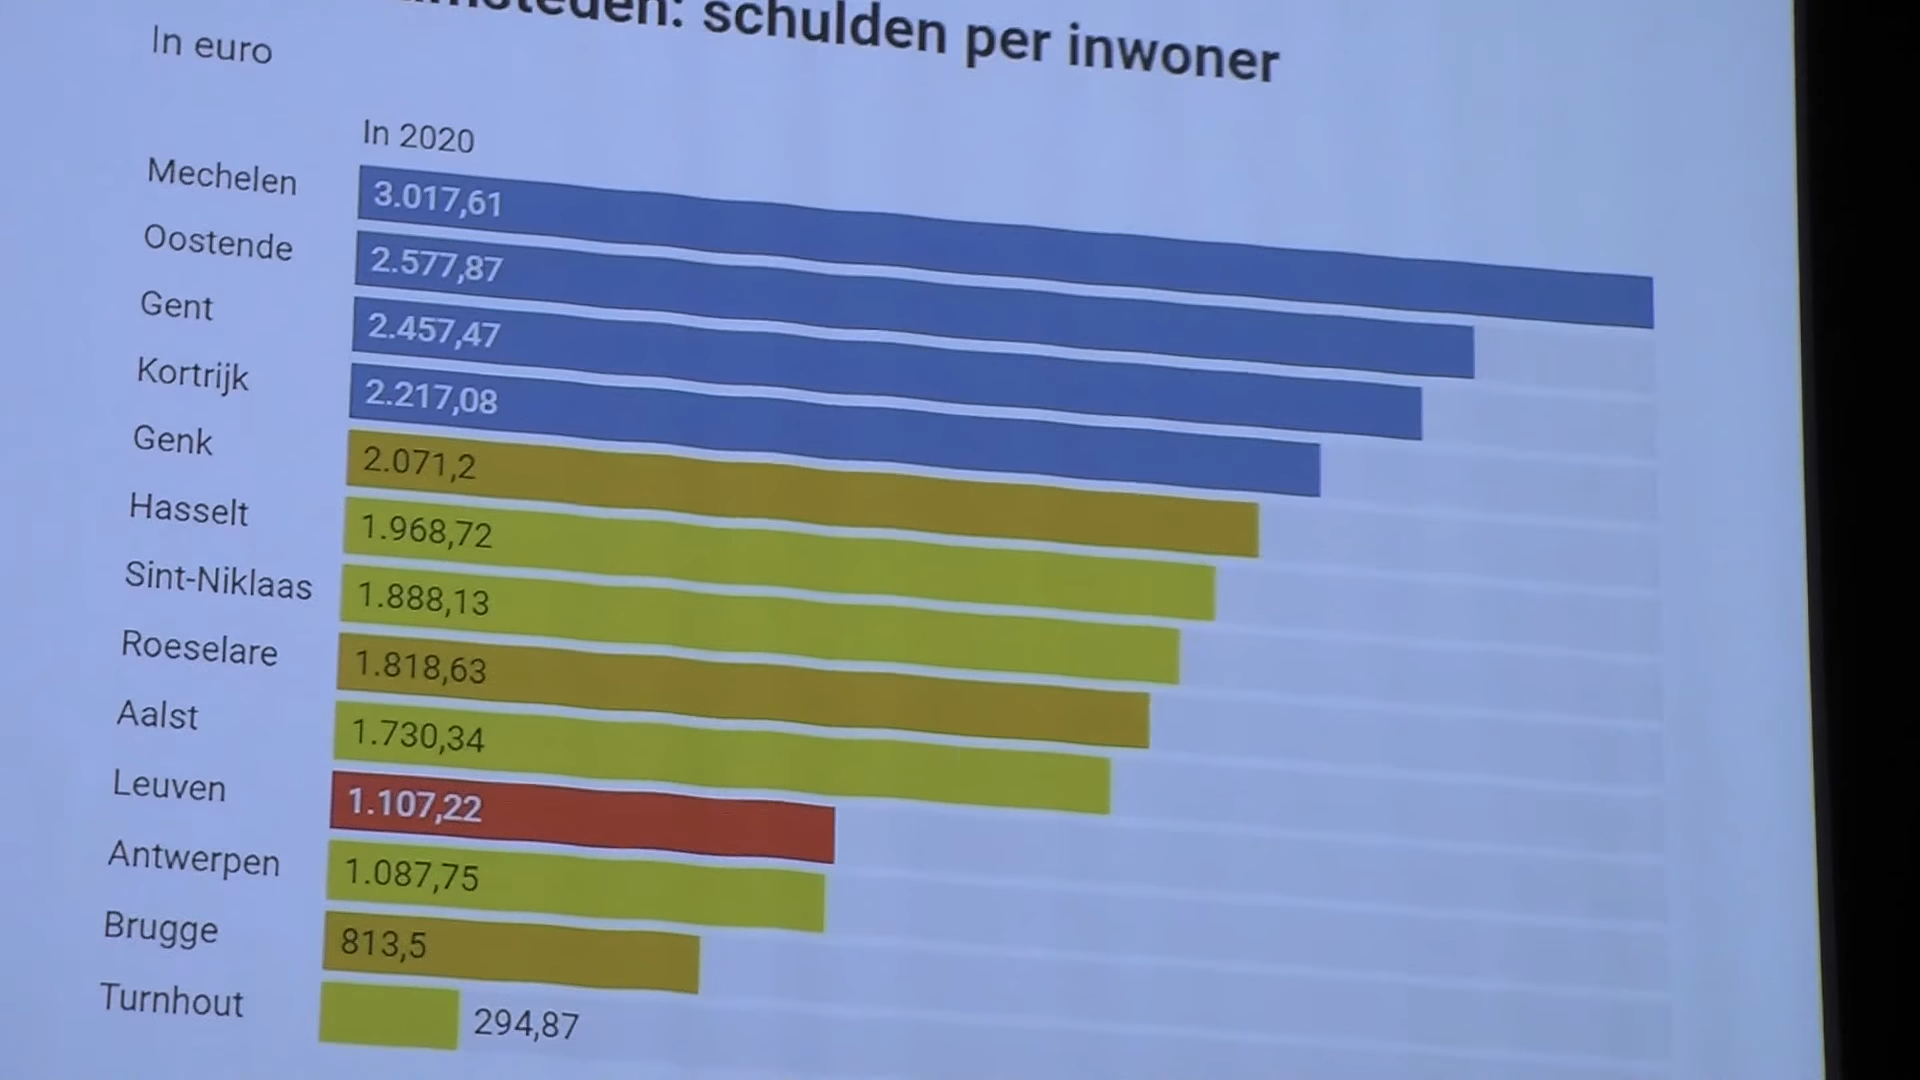 schulden per inwoner
In euro
In 2020
Mechelen 3.017,61
Oostende 2.577,87
Gent 2.457,47
Kortrijk 2.217,08
Genk 2.071,2
Hasselt 1.968,72
Sint-Niklaas 1.888,13
Roeselare 1.818,63
Aalst 1.730,34
Leuven 1.107,22
Antwerpen 1.087,75
Brugge 813,5
Turnhout 294,87